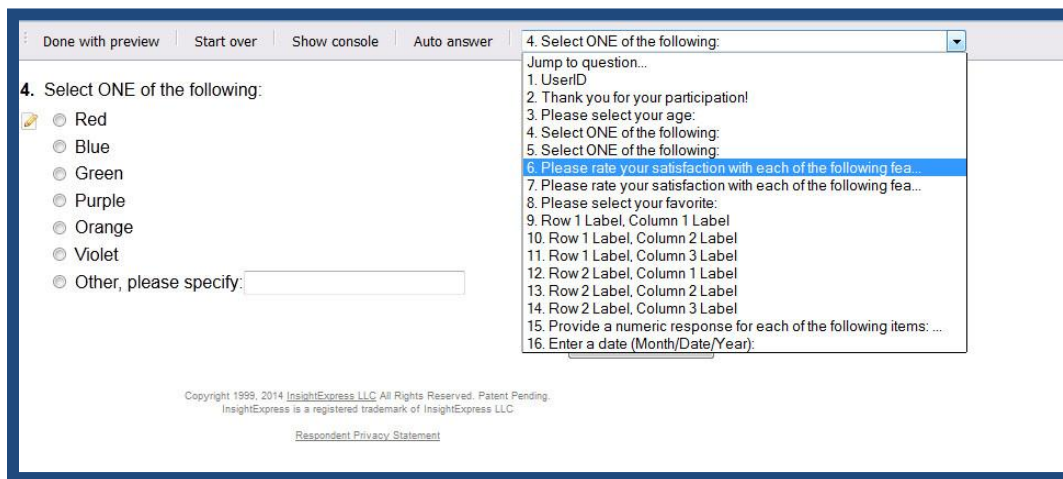 Done with preview Start over Show console Auto answer 4. Select ONE of the following:
4. Select ONE of the following:
Red
Blue
Green
Purple
Orange
Violet
Other, please specify:
Jump to question...
1. UserID
2. Thank you for your participation!
3. Please select your age:
4. Select ONE of the following:
5. Select ONE of the following:
6. Please rate your satisfaction with each of the following fea...
7. Please rate your satisfaction with each of the following fea...
8. Please select your favorite:
9. Row 1 Label, Column 1 Label
10. Row 1 Label, Column 2 Label
11. Row 1 Label, Column 3 Label
12. Row 2 Label, Column 1 Label
13. Row 2 Label, Column 2 Label
14. Row 2 Label, Column 3 Label
15. Provide a numeric response for each of the following items: ...
16. Enter a date (Month/Date/Year):
Copyright 1999, 2014 InsightExpress LLC All Rights Reserved. Patent Pending.
InsightExpress is a registered trademark of InsightExpress LLC
Respondent Privacy Statement